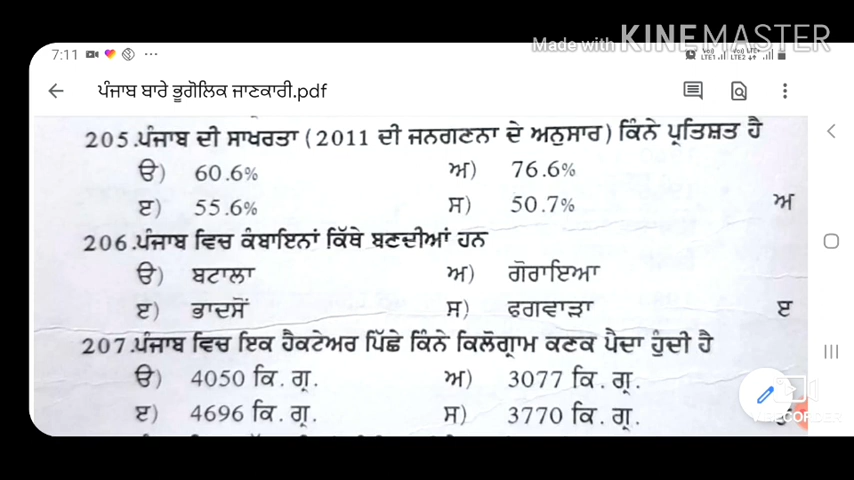 Made with KINEMASTER
7:11
LTE1 LTE2
ਪੰਜਾਬ ਬਾਰੇ ਭੂਗੋਲਿਕ ਜਾਣਕਾਰੀ.pdf
205.ਪੰਜਾਬ ਦੀ ਸਾਖਰਤਾ (2011 ਦੀ ਜਨਗਣਨਾ ਦੇ ਅਨੁਸਾਰ) ਕਿੰਨੇ ਪ੍ਰਤਿਸ਼ਤ ਹੈ
ੳ) 60.6% ਅ) 76.6%
ੲ) 55.6% ਸ) 50.7% ਅ
206.ਪੰਜਾਬ ਵਿਚ ਕੰਬਾਇਨਾਂ ਕਿੱਥੇ ਬਣਦੀਆਂ ਹਨ
ੳ) ਬਟਾਲਾ ਅ) ਗੋਰਾਇਆ
ੲ) ਭਾਦਸੋਂ ਸ) ਫਗਵਾੜਾ ੲ
207.ਪੰਜਾਬ ਵਿਚ ਇਕ ਹੈਕਟੇਅਰ ਪਿੱਛੇ ਕਿੰਨੇ ਕਿਲੋਗ੍ਰਾਮ ਕਣਕ ਪੈਦਾ ਹੁੰਦੀ ਹੈ
ੳ) 4050 ਕਿ. ਗ੍ਰ. ਅ) 3077 ਕਿ. ਗ੍ਰ.
ੲ) 4696 ਕਿ. ਗ੍ਰ. ਸ) 3770 ਕਿ. ਗ੍ਰ.